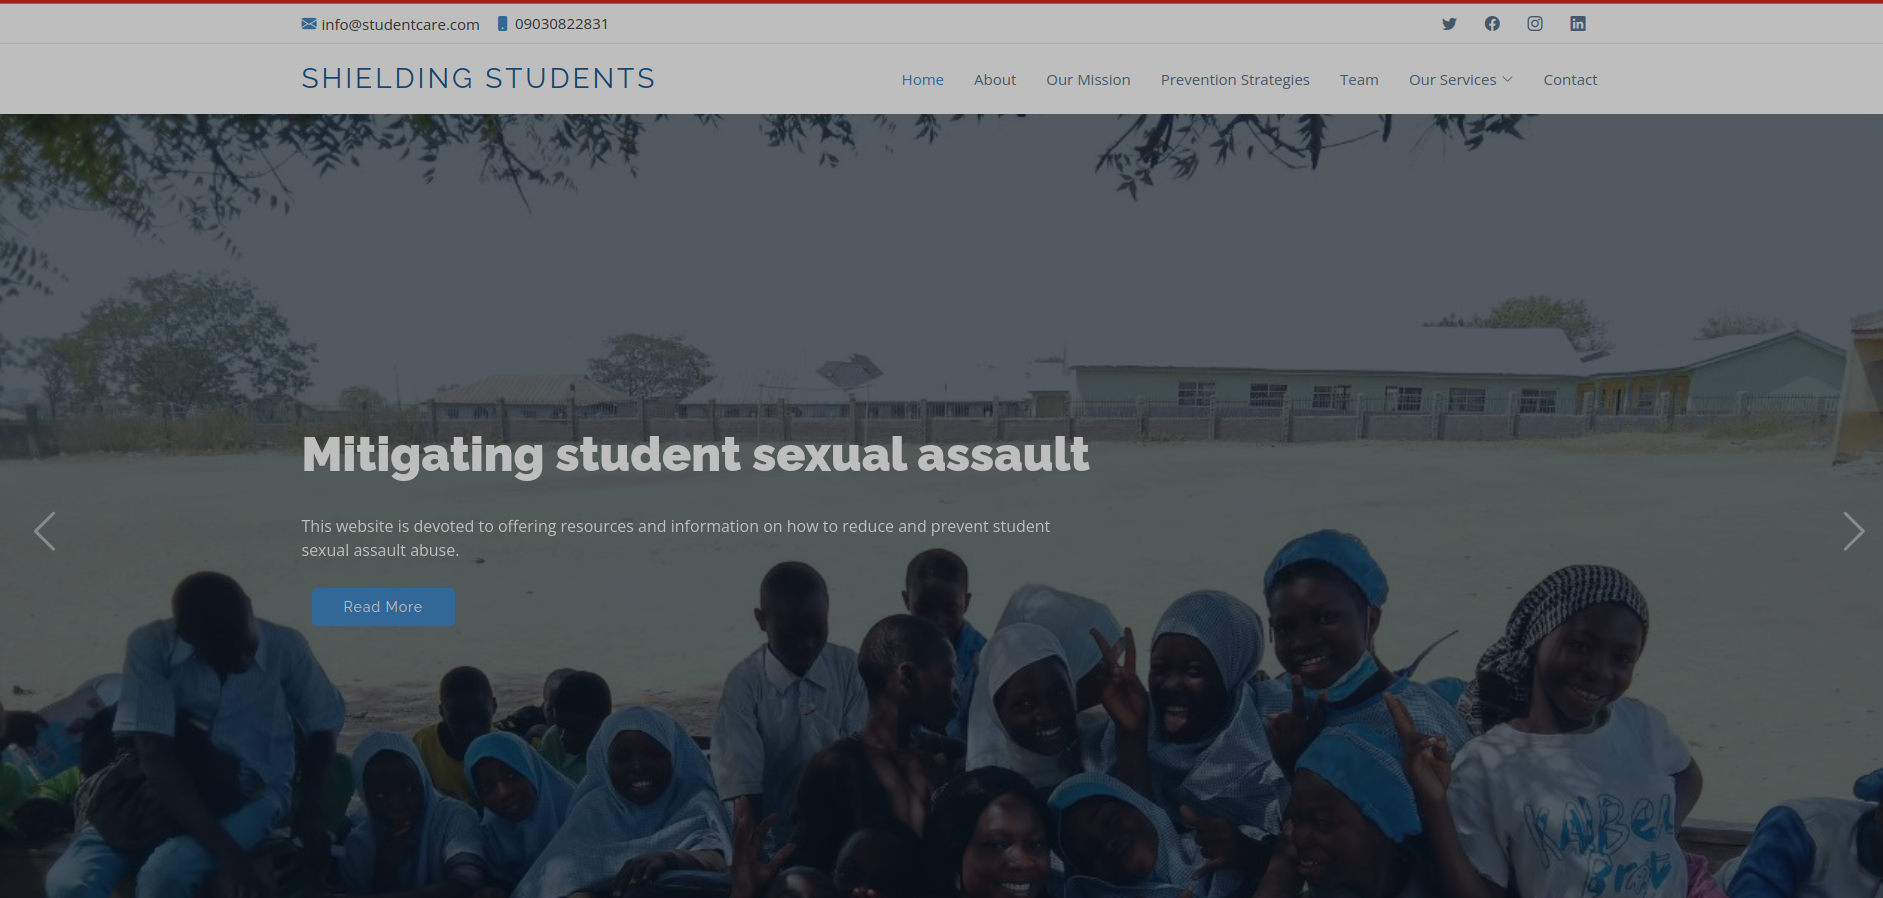 info@studentcare.com 09030822831
SHIELDING STUDENTS
Home About Our Mission Prevention Strategies Team Our Services Contact
Mitigating student sexual assault
This website is devoted to offering resources and information on how to reduce and prevent student
sexual assault abuse.
Read More
KABEL